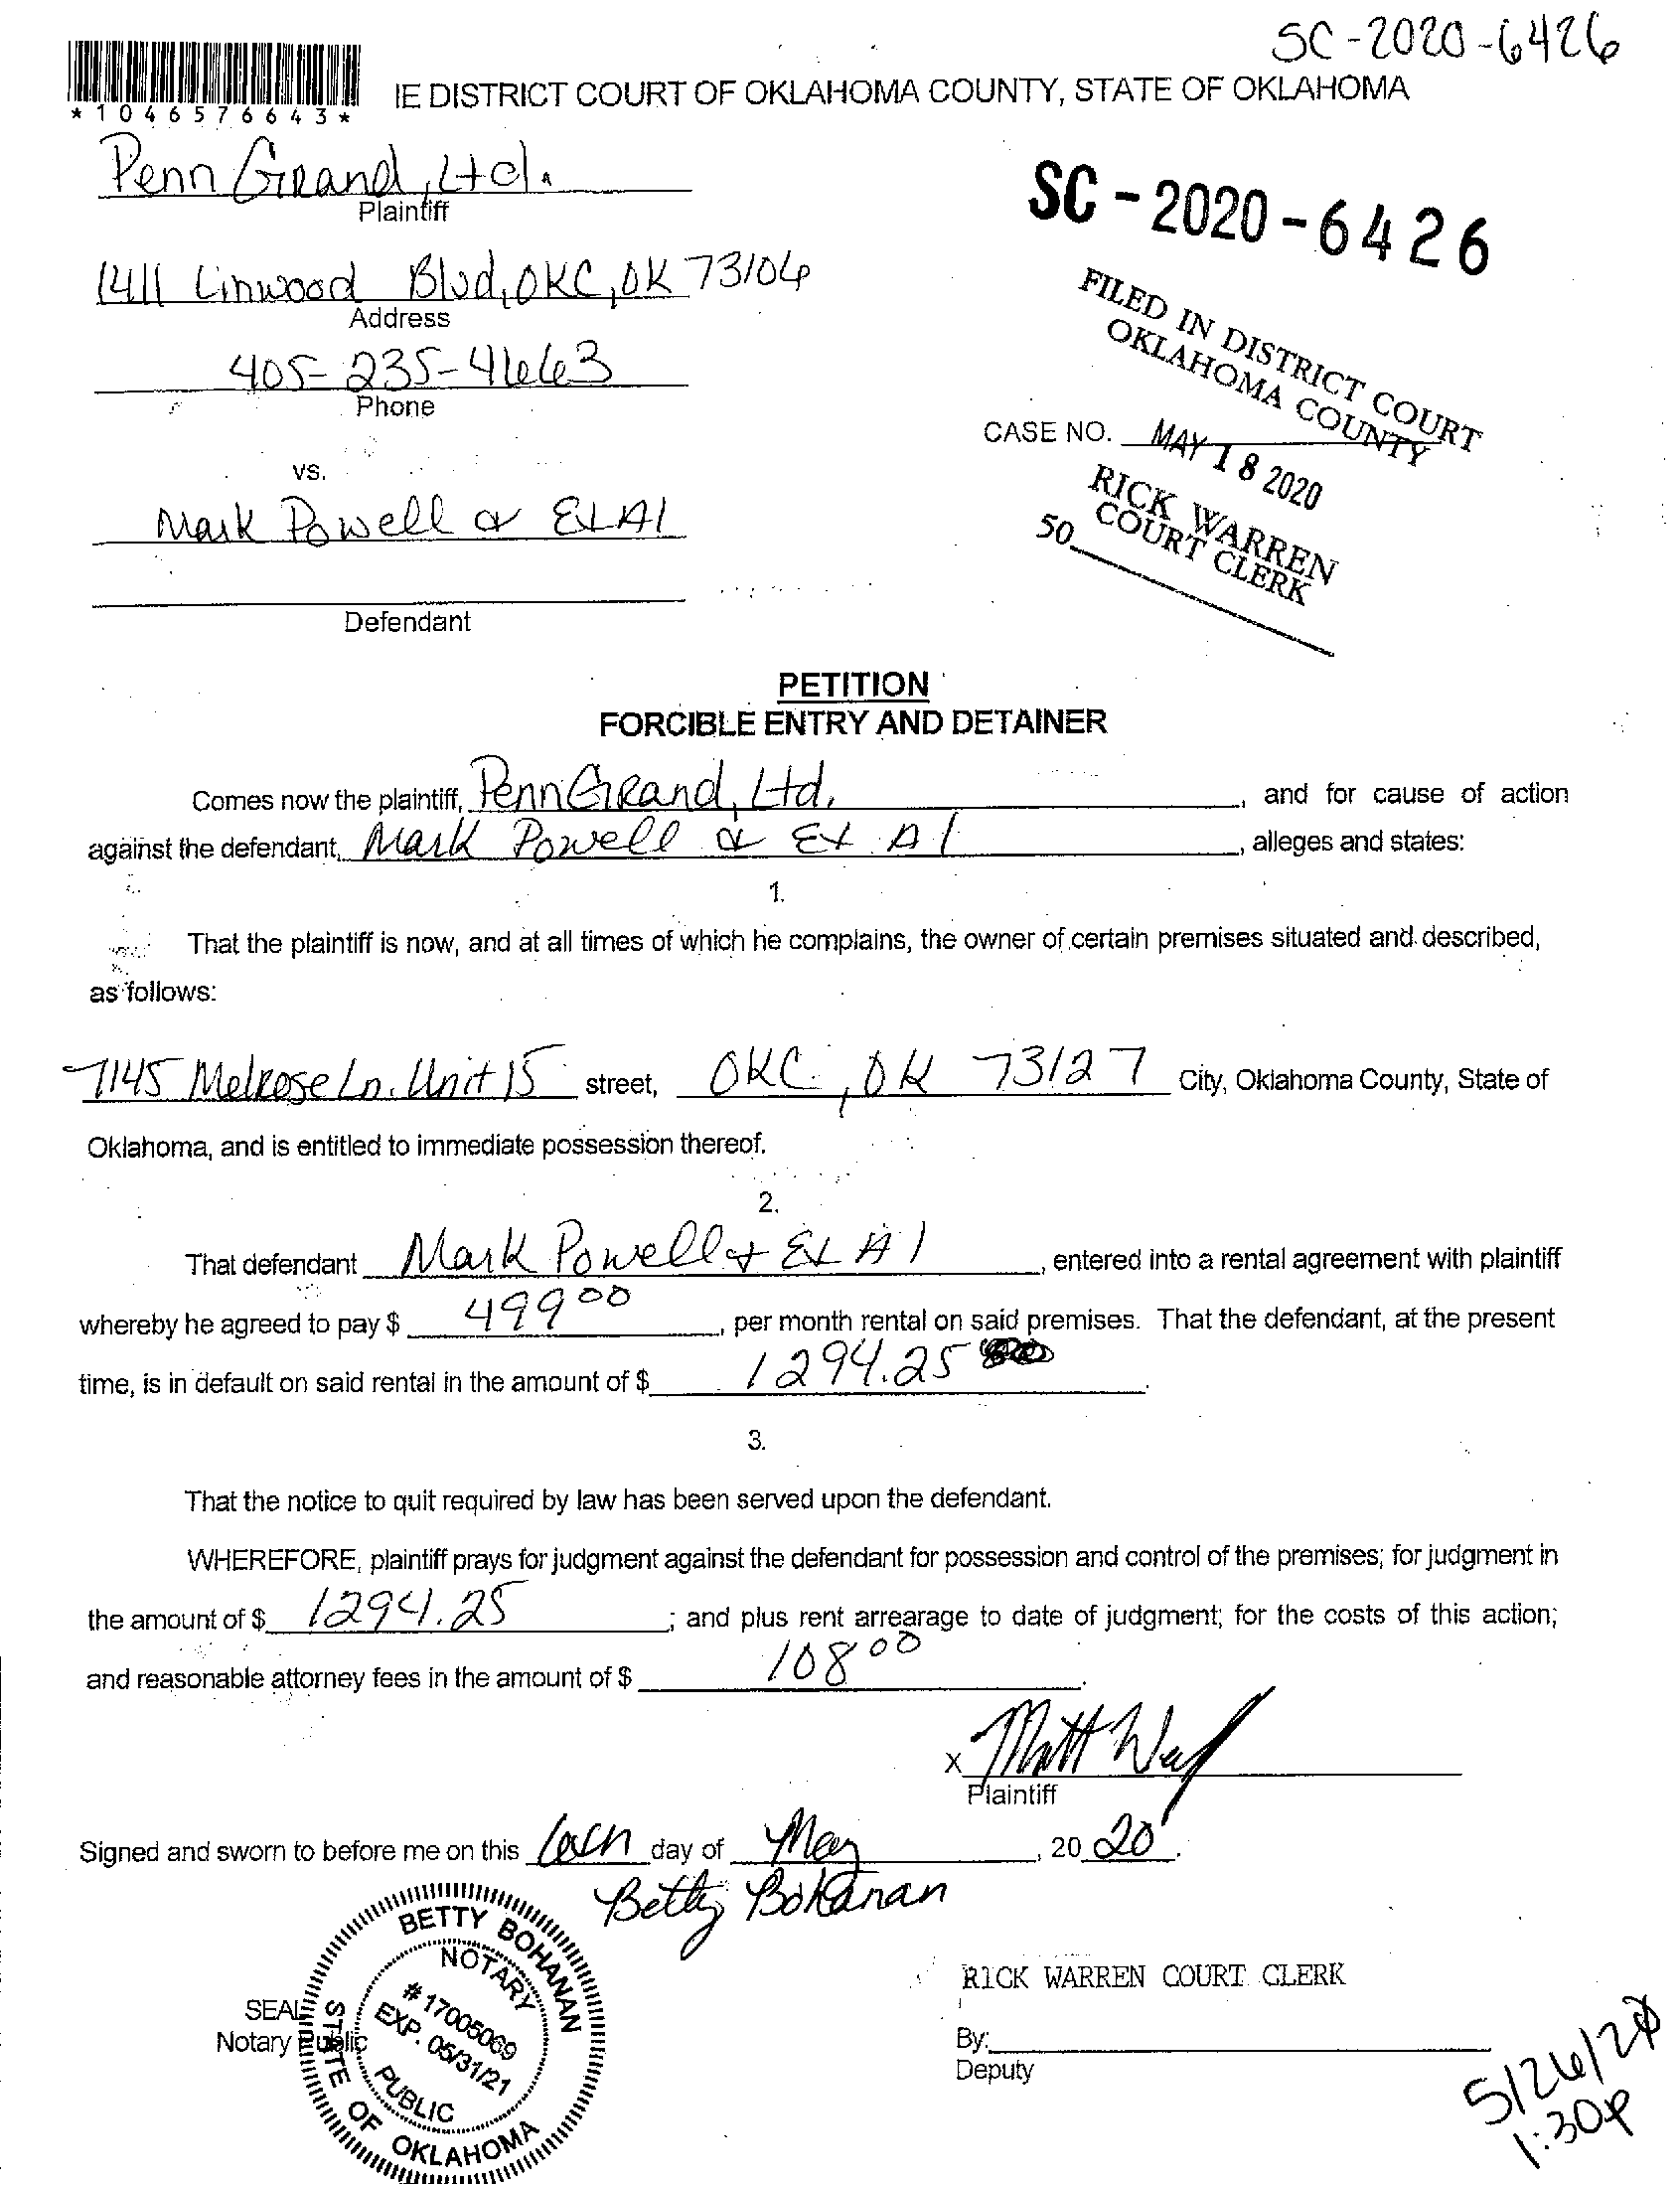 SC-2020-6426
*1046576643*
IE DISTRICT COURT OF OKLAHOMA COUNTY, STATE OF OKLAHOMA
Penn Grand, Ltd.
Plaintiff
SC-2020-6426
1411 Linwood Blvd, OKC, OK 73106
Address
FILED IN DISTRICT COURT
OKLAHOMA COUNTY
405-235-4663
Phone
CASE NO.
MAY 18 2020
vs.
RICK WARREN
COURT CLERK
50
Mark Powell & Et Al
Defendant
PETITION
FORCIBLE ENTRY AND DETAINER
Comes now the plaintiff, Penn Grand, Ltd. , and for cause of action
against the defendant, Mark Powell & Et Al , alleges and states:
1.
That the plaintiff is now, and at all times of which he complains, the owner of certain premises situated and described,
as follows:
7145 Melrose Ln. Unit 15 street, OKC, OK 73127 City, Oklahoma County, State of
Oklahoma, and is entitled to immediate possession thereof.
2.
That defendant Mark Powell & Et Al , entered into a rental agreement with plaintiff
whereby he agreed to pay $ 499 00 , per month rental on said premises. That the defendant, at the present
time, is in default on said rental in the amount of $ 1294.25 .
3.
That the notice to quit required by law has been served upon the defendant.
WHEREFORE, plaintiff prays for judgment against the defendant for possession and control of the premises; for judgment in
the amount of $ 1294.25 ; and plus rent arrearage to date of judgment; for the costs of this action;
and reasonable attorney fees in the amount of $ 108 00 .
X Matt
Plaintiff
Signed and sworn to before me on this day of May , 20 20 .
Betty Bohanan
BETTY BOHANAN
NOTARY
# 17005069
EXP. 05/31/21
PUBLIC
STATE OF OKLAHOMA
SEAL
Notary Public
RICK WARREN COURT CLERK
By:
Deputy
5/26/20
1:30p